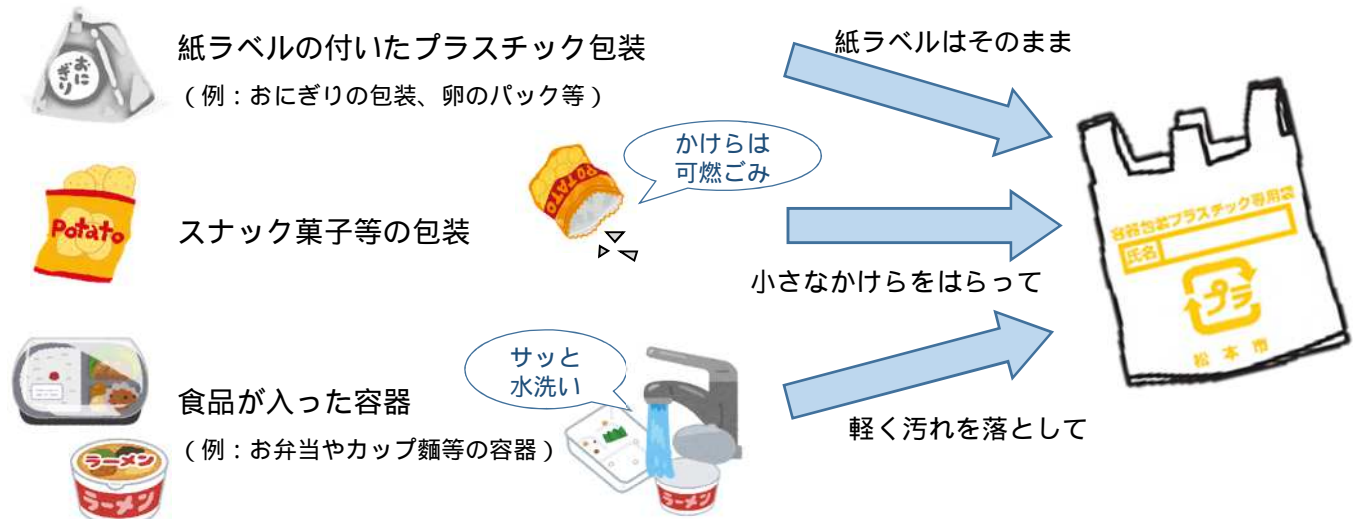 おにぎり
紙ラベルの付いたプラスチック包装
(例:おにぎりの包装、卵のパック等)
紙ラベルはそのまま
Potato
スナック菓子等の包装
POTATO
かけらは
可燃ごみ
小さなかけらをはらって
ラーメン
ラーメン
食品が入った容器
(例:お弁当やカップ麵等の容器)
サッと
水洗い
ラーメン
軽く汚れを落として
容器包装プラスチック専用袋
氏名
プラ
松本市